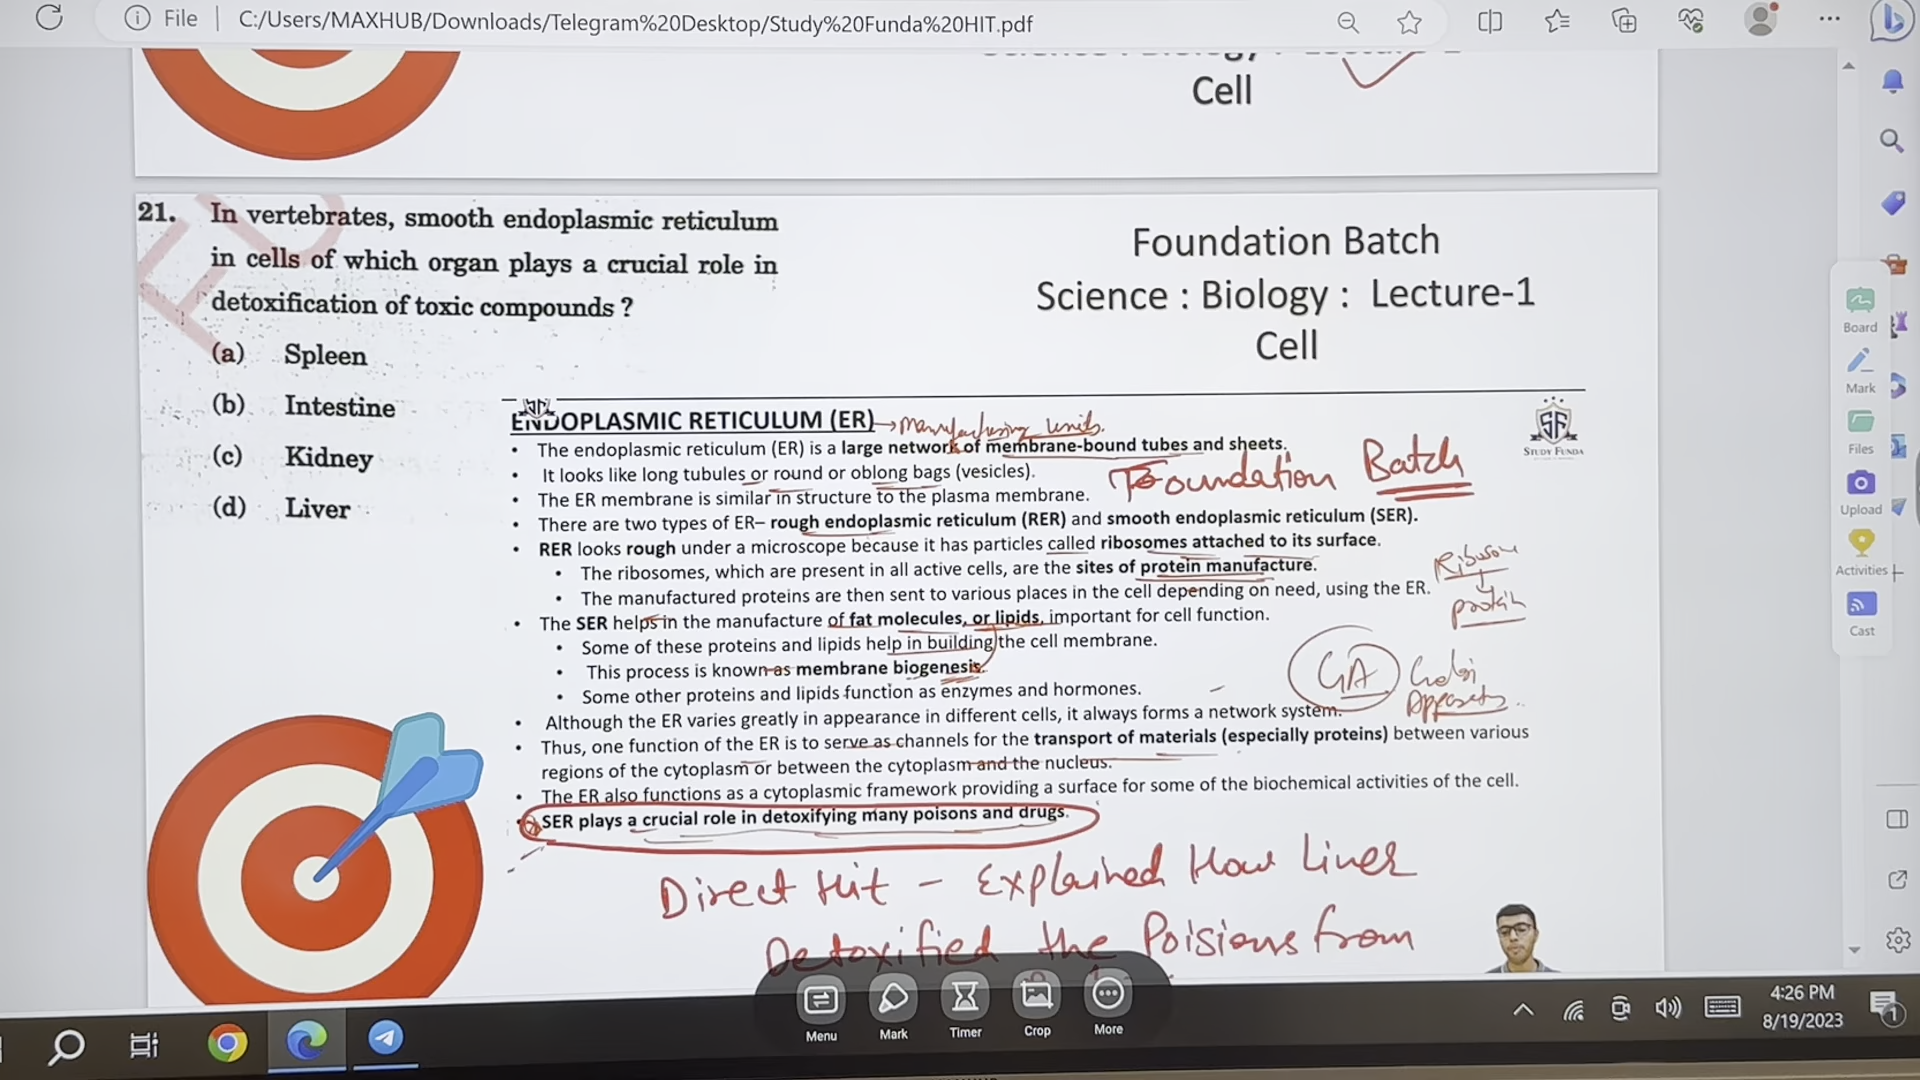 File
C:/Users/MAXHUB/Downloads/Telegram%20Desktop/Study%20Funda%20HIT.pdf
Cell
21. In vertebrates, smooth endoplasmic reticulum
in cells of which organ plays a crucial role in
detoxification of toxic compounds ?
(a) Spleen
(b) Intestine
(c) Kidney
(d) Liver
Foundation Batch
Science : Biology : Lecture-1
Cell
ENDOPLASMIC RETICULUM (ER) → manufacturing units.
SF
STUDY FUNDA
• The endoplasmic reticulum (ER) is a large network of membrane-bound tubes and sheets.
• It looks like long tubules or round or oblong bags (vesicles).
Foundation Batch
• The ER membrane is similar in structure to the plasma membrane.
• There are two types of ER– rough endoplasmic reticulum (RER) and smooth endoplasmic reticulum (SER).
• RER looks rough under a microscope because it has particles called ribosomes attached to its surface.
• The ribosomes, which are present in all active cells, are the sites of protein manufacture.
• The manufactured proteins are then sent to various places in the cell depending on need, using the ER.
protein
• The SER helps in the manufacture of fat molecules, or lipids, important for cell function.
• Some of these proteins and lipids help in building the cell membrane.
• This process is known as membrane biogenesis.
GA
• Some other proteins and lipids function as enzymes and hormones.
• Although the ER varies greatly in appearance in different cells, it always forms a network system.
• Thus, one function of the ER is to serve as channels for the transport of materials (especially proteins) between various
regions of the cytoplasm or between the cytoplasm and the nucleus.
• The ER also functions as a cytoplasmic framework providing a surface for some of the biochemical activities of the cell.
• SER plays a crucial role in detoxifying many poisons and drugs.
Direct Hit – Explained How Liver
Detoxified the Poisions from
Board
Mark
Files
Upload
Activities
Cast
Menu
Mark
Timer
Crop
More
4:26 PM
8/19/2023
1